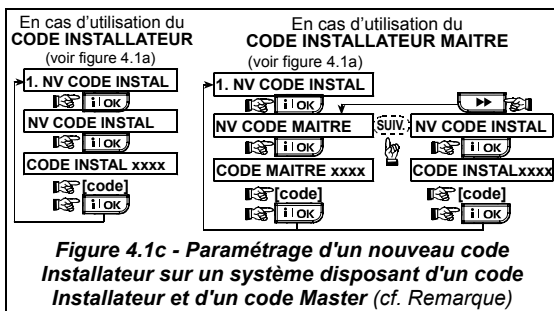 En cas d'utilisation du
CODE INSTALLATEUR
(voir figure 4.1a)
1. NV CODE INSTAL
i OK
NV CODE INSTAL
i OK
CODE INSTAL xxxx
[code]
i OK
En cas d'utilisation du
CODE INSTALLATEUR MAITRE
(voir figure 4.1a)
1. NV CODE INSTAL
i OK
NV CODE MAITRE
SUIV.
NV CODE INSTAL
i OK
i OK
CODE MAITRE xxxx
CODE INSTALxxxx
[code]
[code]
i OK
i OK
Figure 4.1c - Paramétrage d'un nouveau code
Installateur sur un système disposant d'un code
Installateur et d'un code Master (cf. Remarque)